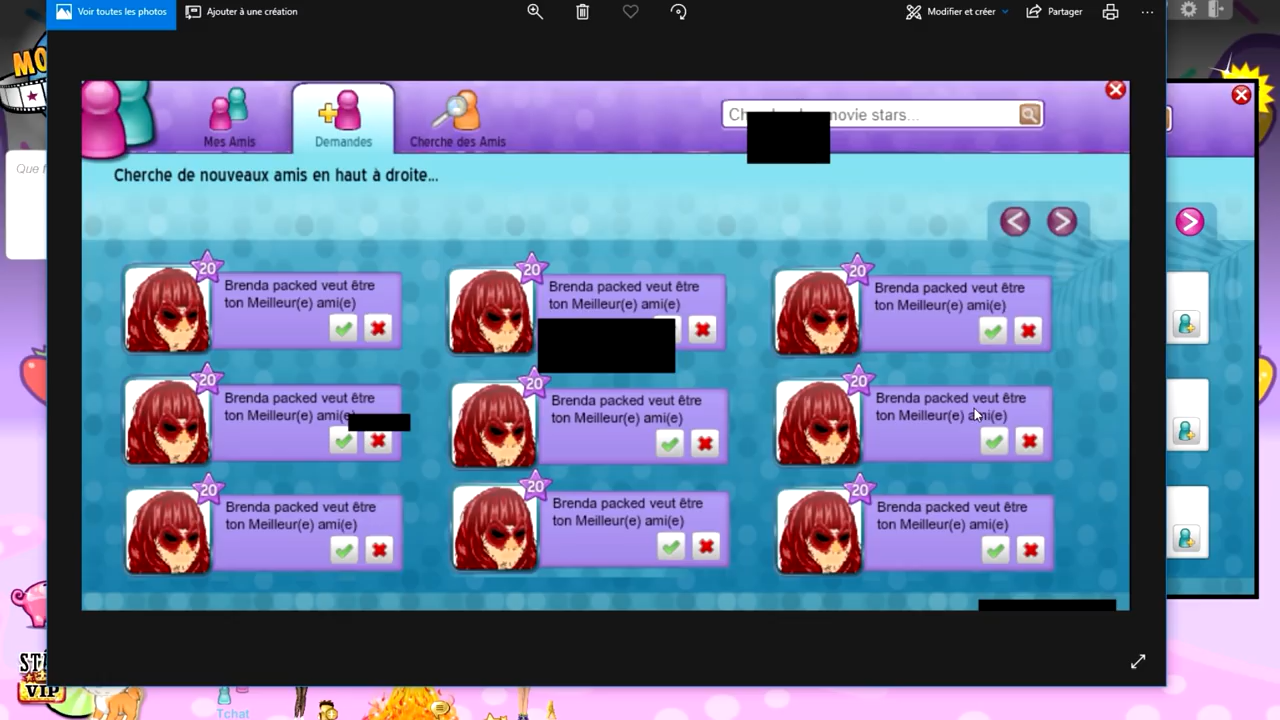 Voir toutes les photos
Ajouter à une création
Modifier et créer
Partager
MO
Mes Amis
Demandes
Cherche des Amis
movie stars...
Que
Cherche de nouveaux amis en haut à droite...
20
Brenda packed veut être
ton Meilleur(e) ami(e)
20
Brenda packed veut être
ton Meilleur(e) ami(e)
20
Brenda packed veut être
ton Meilleur(e) ami(e)
20
Brenda packed veut être
ton Meilleur(e) ami(e)
20
Brenda packed veut être
ton Meilleur(e) ami(e)
20
Brenda packed veut être
ton Meilleur(e) ami(e)
20
Brenda packed veut être
ton Meilleur(e) ami(e)
20
Brenda packed veut être
ton Meilleur(e) ami(e)
20
Brenda packed veut être
ton Meilleur(e) ami(e)
VIP
Tchat